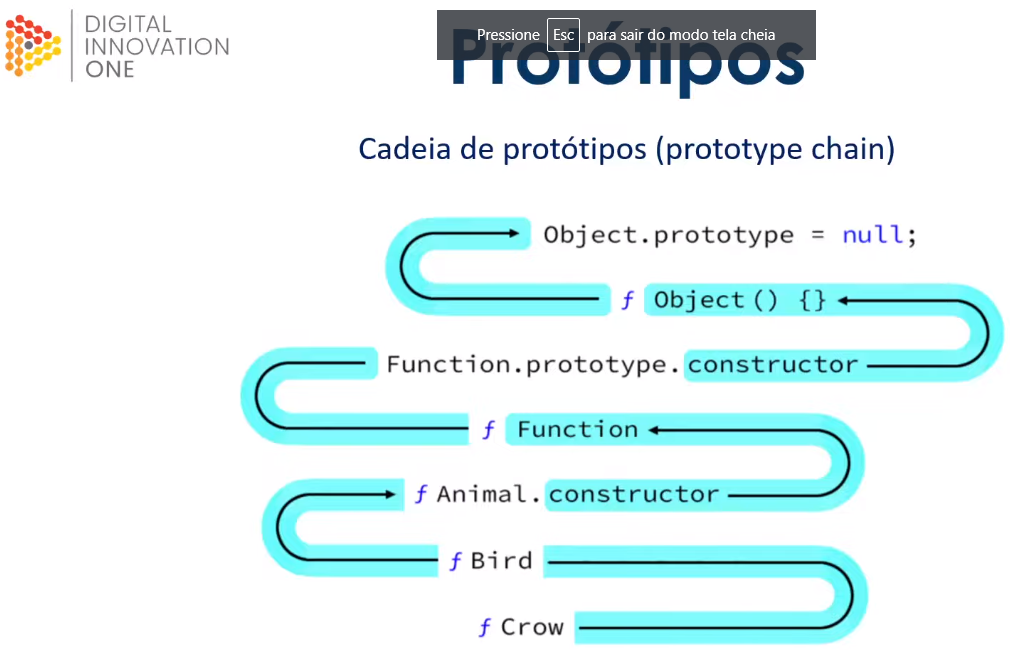 DIGITAL
INNOVATION
ONE
Pressione Esc para sair do modo tela cheia
Protótipos
Cadeia de protótipos (prototype chain)
Object.prototype = null;
f Object() {}
Function.prototype.constructor
f Function
f Animal.constructor
f Bird
f Crow